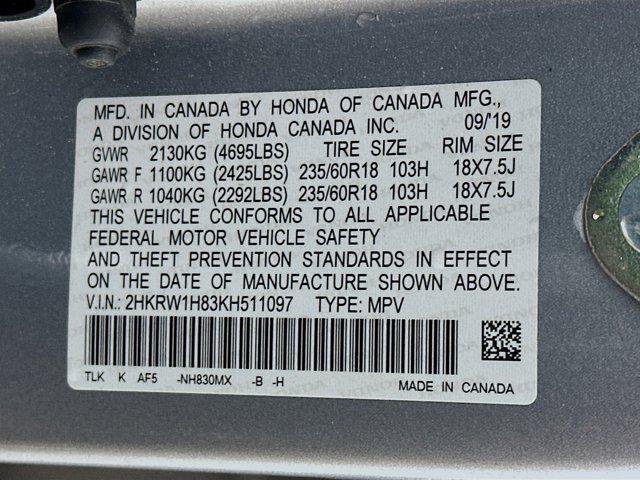 MFD. IN CANADA BY HONDA OF CANADA MFG.,
A DIVISION OF HONDA CANADA INC. 09/'19
GVWR 2130KG (4695LBS) TIRE SIZE RIM SIZE
GAWR F 1100KG (2425LBS) 235/60R18 103H 18X7.5J
GAWR R 1040KG (2292LBS) 235/60R18 103H 18X7.5J
THIS VEHICLE CONFORMS TO ALL APPLICABLE
FEDERAL MOTOR VEHICLE SAFETY
AND THEFT PREVENTION STANDARDS IN EFFECT
ON THE DATE OF MANUFACTURE SHOWN ABOVE.
V.I.N.: 2HKRW1H83KH511097 TYPE: MPV
TLK K AF5 -NH830MX -B -H MADE IN CANADA